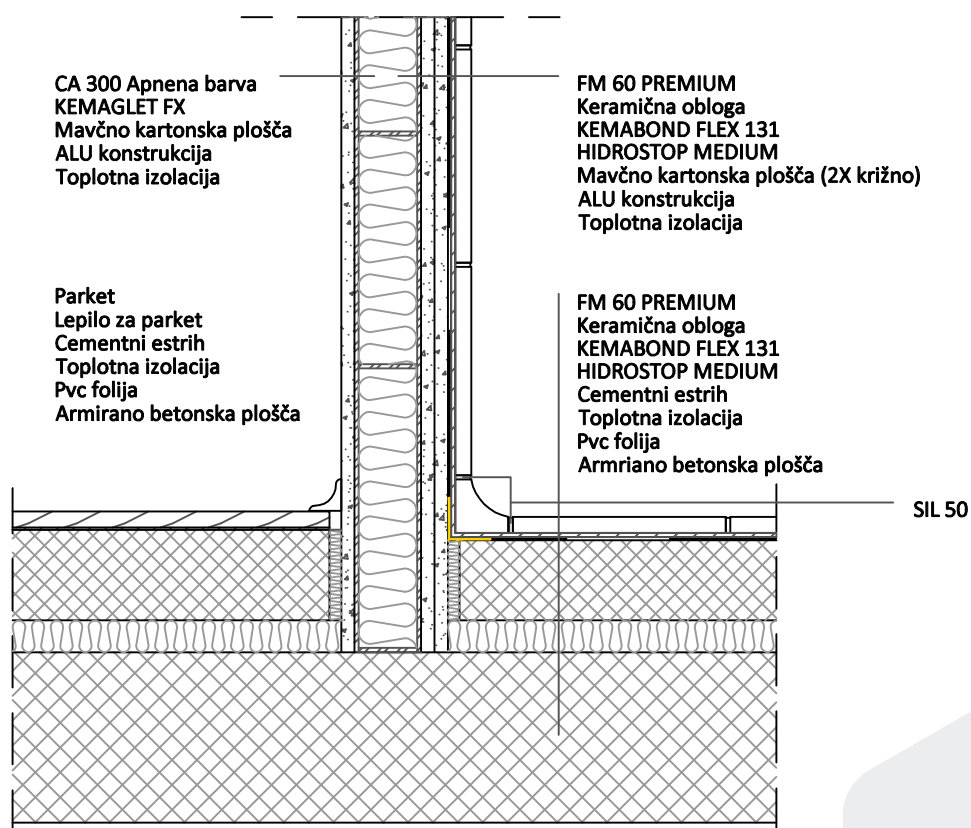 CA 300 Apnena barva
KEMAGLET FX
Mavčno kartonska plošča
ALU konstrukcija
Toplotna izolacija
FM 60 PREMIUM
Keramična obloga
KEMABOND FLEX 131
HIDROSTOP MEDIUM
Mavčno kartonska plošča (2X križno)
ALU konstrukcija
Toplotna izolacija
Parket
Lepilo za parket
Cementni estrih
Toplotna izolacija
Pvc folija
Armirano betonska plošča
FM 60 PREMIUM
Keramična obloga
KEMABOND FLEX 131
HIDROSTOP MEDIUM
Cementni estrih
Toplotna izolacija
Pvc folija
Armriano betonska plošča
SIL 50